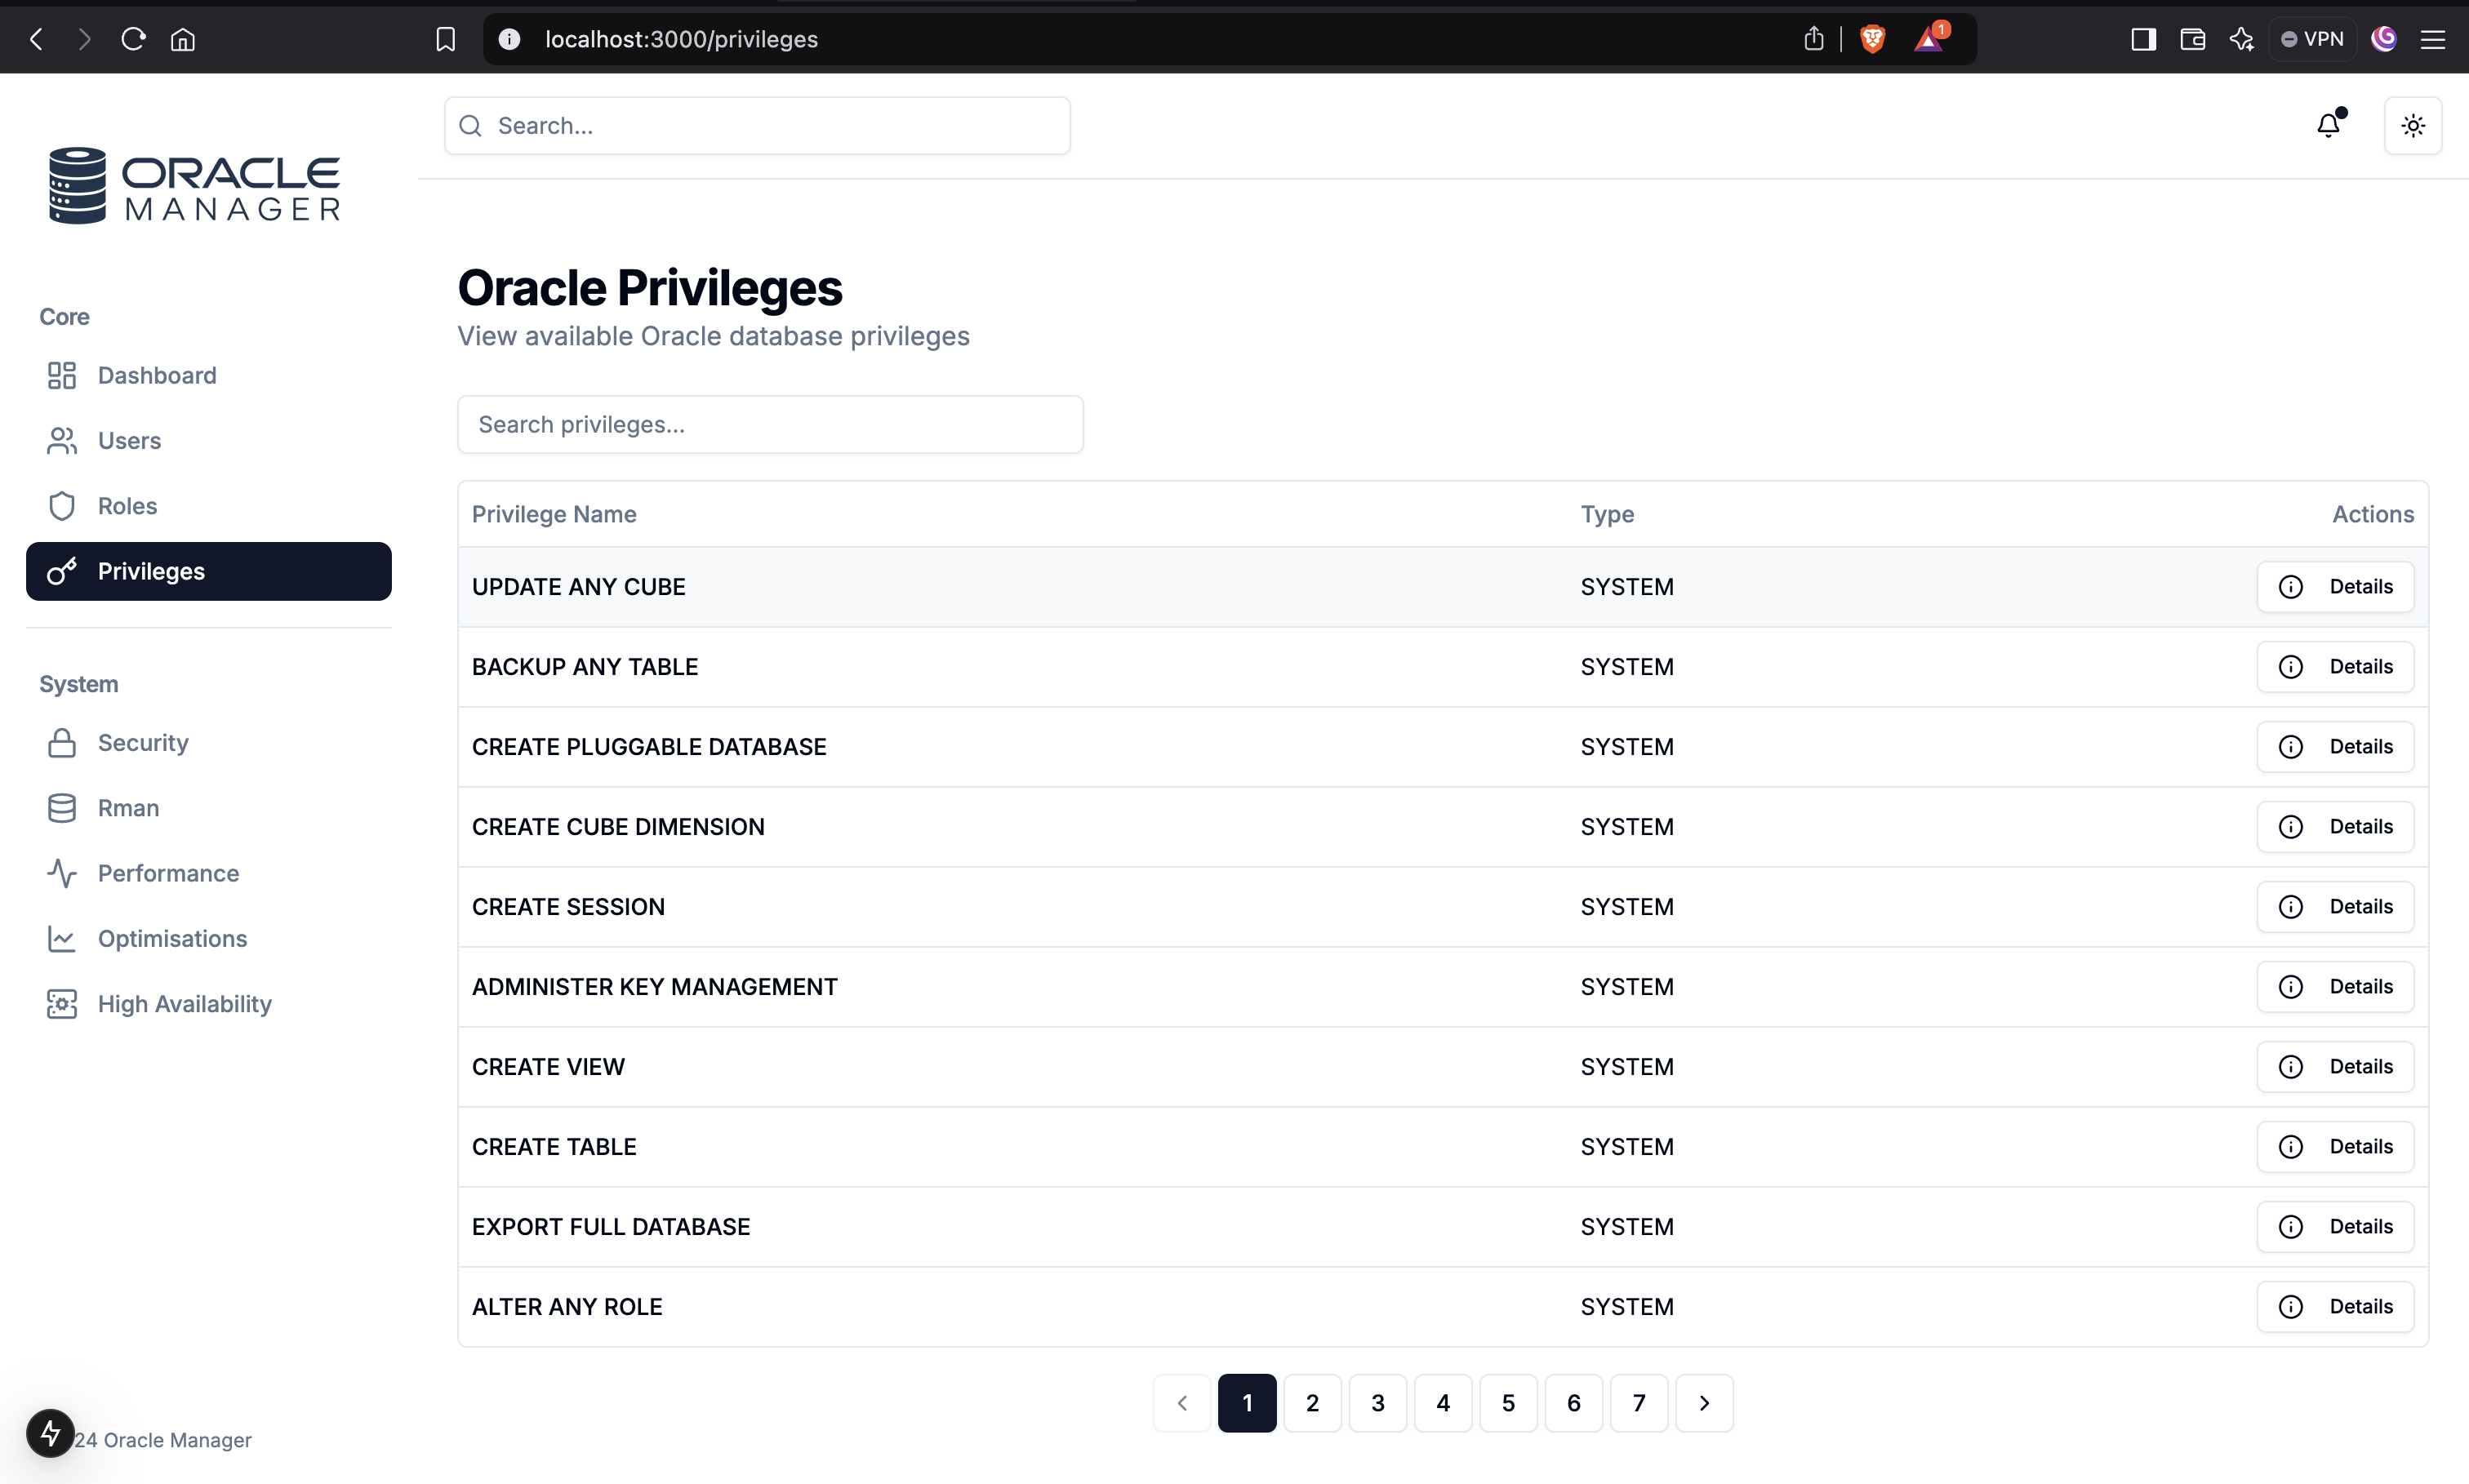 localhost:3000/privileges
1
VPN
ORACLE
MANAGER
Search...
Core
Dashboard
Users
Roles
Privileges
System
Security
Rman
Performance
Optimisations
High Availability
24 Oracle Manager
Oracle Privileges
View available Oracle database privileges
Search privileges...
Privilege Name Type Actions
UPDATE ANY CUBE SYSTEM Details
BACKUP ANY TABLE SYSTEM Details
CREATE PLUGGABLE DATABASE SYSTEM Details
CREATE CUBE DIMENSION SYSTEM Details
CREATE SESSION SYSTEM Details
ADMINISTER KEY MANAGEMENT SYSTEM Details
CREATE VIEW SYSTEM Details
CREATE TABLE SYSTEM Details
EXPORT FULL DATABASE SYSTEM Details
ALTER ANY ROLE SYSTEM Details
1 2 3 4 5 6 7